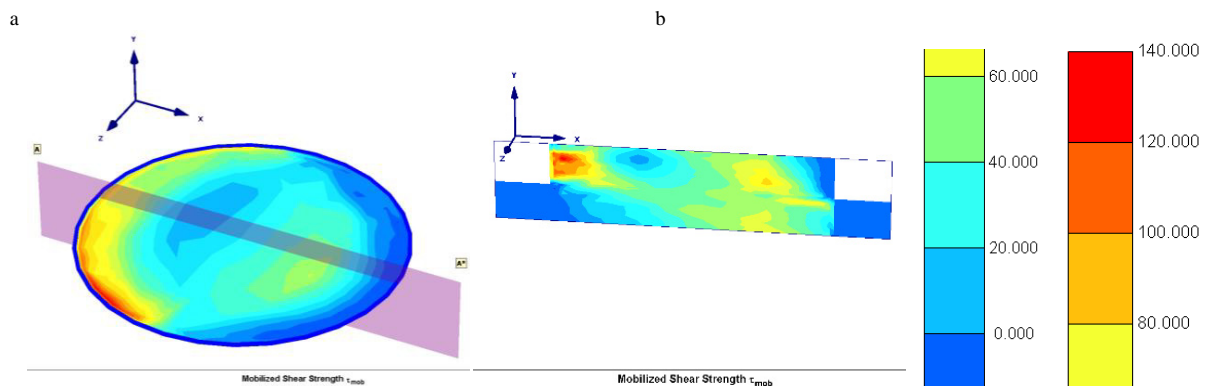 a
b
Y
X
Z
A
A*
Mobilized Shear Strength τmob
Y
X
Z
Mobilized Shear Strength τmob
60.000
40.000
20.000
0.000
140.000
120.000
100.000
80.000